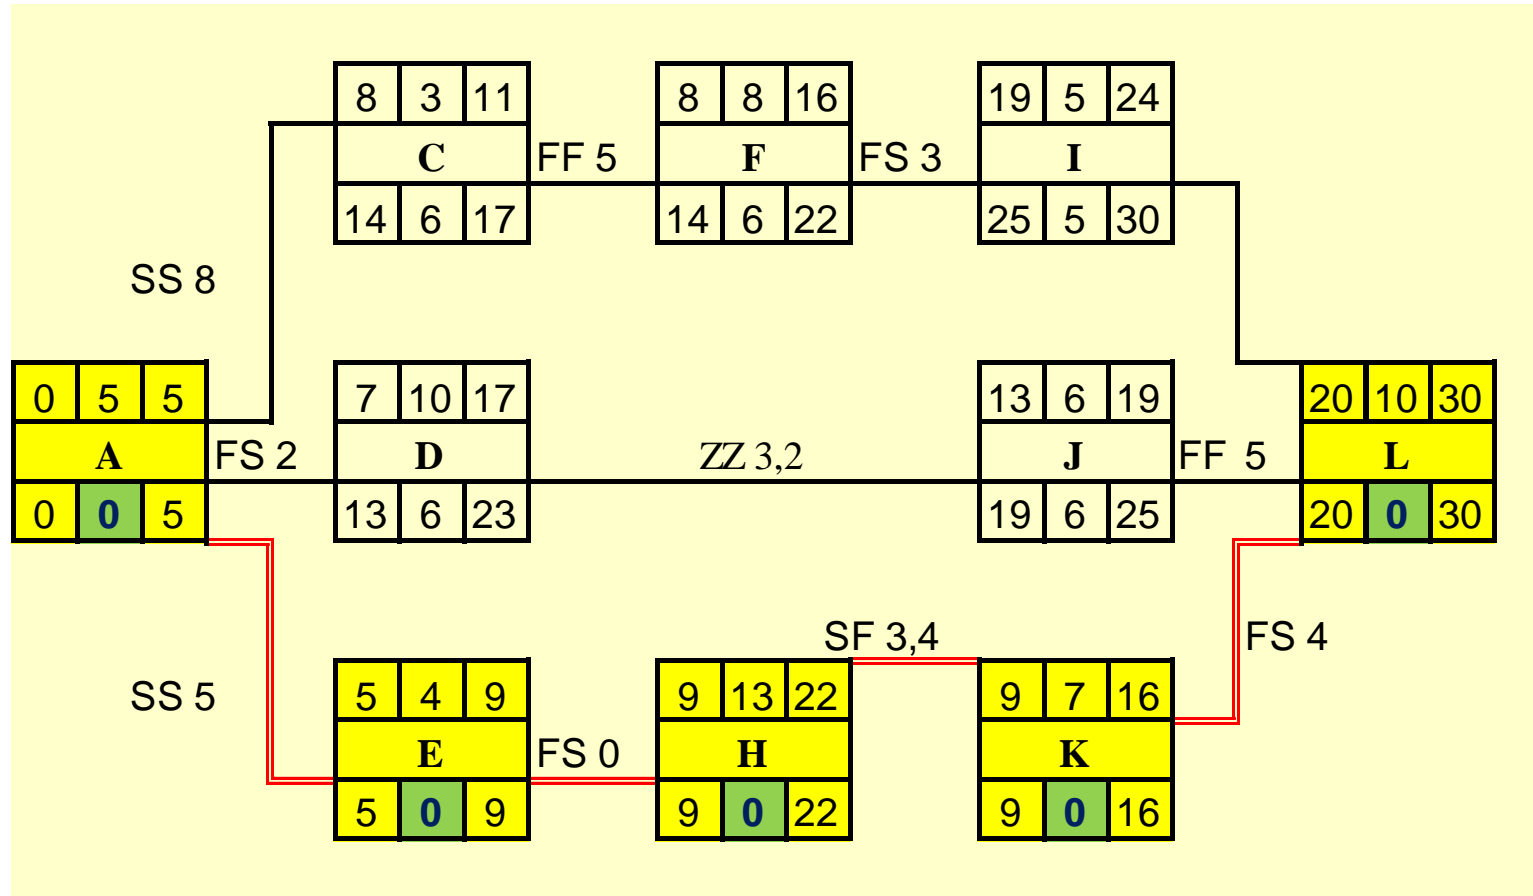 8 3 11 8 8 16 19 5 24
C FF 5 F FS 3 I
14 6 17 14 6 22 25 5 30
SS 8
0 5 5 7 10 17 13 6 19 20 10 30
A FS 2 D ZZ 3,2 J FF 5 L
0 0 5 13 6 23 19 6 25 20 0 30
SF 3,4 FS 4
SS 5 5 4 9 9 13 22 9 7 16
E FS 0 H K
5 0 9 9 0 22 9 0 16